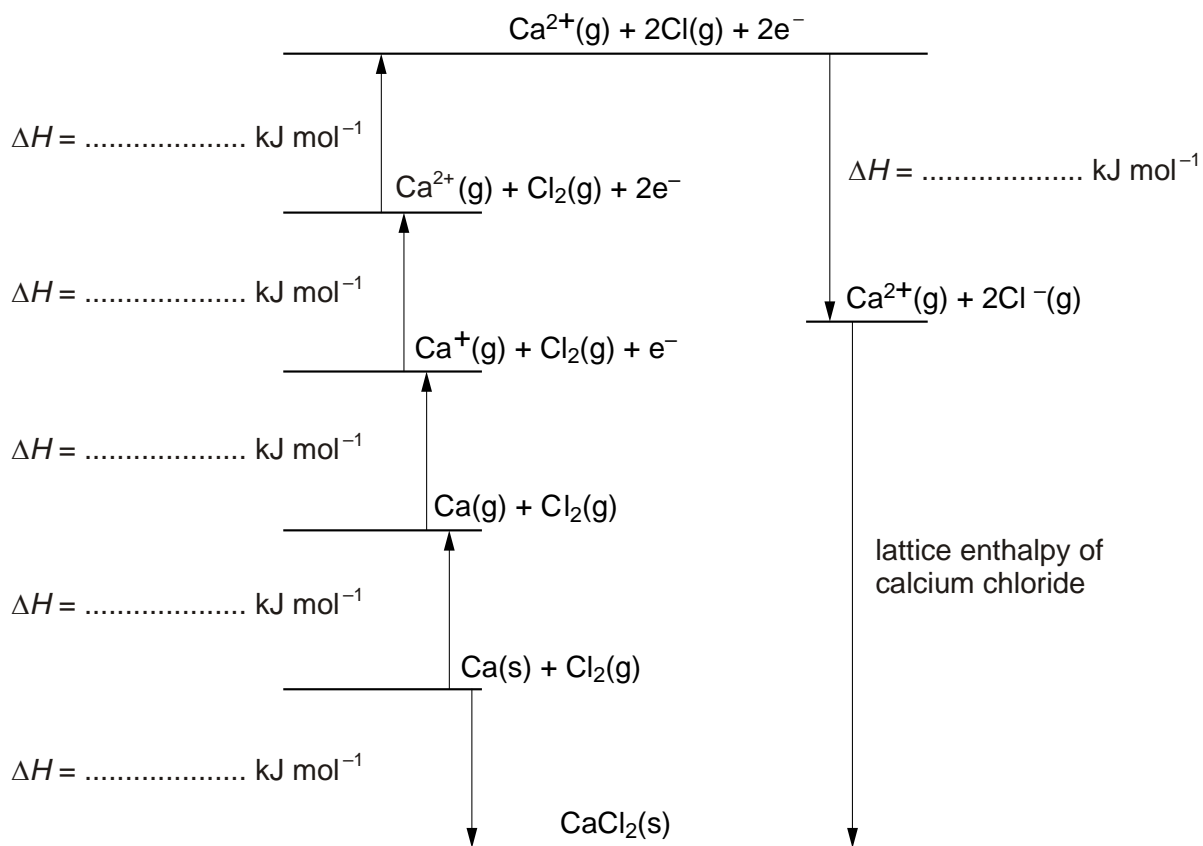 Ca²⁺(g) + 2Cl(g) + 2e⁻
ΔH = .................... kJ mol⁻¹
ΔH = .................... kJ mol⁻¹
Ca²⁺(g) + Cl₂(g) + 2e⁻
ΔH = .................... kJ mol⁻¹
Ca²⁺(g) + 2Cl⁻(g)
Ca⁺(g) + Cl₂(g) + e⁻
ΔH = .................... kJ mol⁻¹
Ca(g) + Cl₂(g)
lattice enthalpy of
calcium chloride
ΔH = .................... kJ mol⁻¹
Ca(s) + Cl₂(g)
ΔH = .................... kJ mol⁻¹
CaCl₂(s)